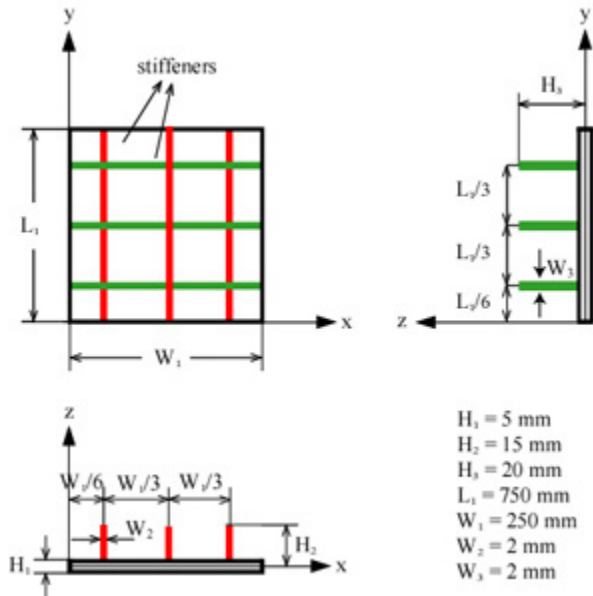 y
y
stiffeners
H₃
L₁
L₁/3
L₁/3
W₃
L₁/6
x
z
W₁
z
W₁/6
W₁/3
W₁/3
W₂
H₂
H₁
x
H₁ = 5 mm
H₂ = 15 mm
H₃ = 20 mm
L₁ = 750 mm
W₁ = 250 mm
W₂ = 2 mm
W₃ = 2 mm